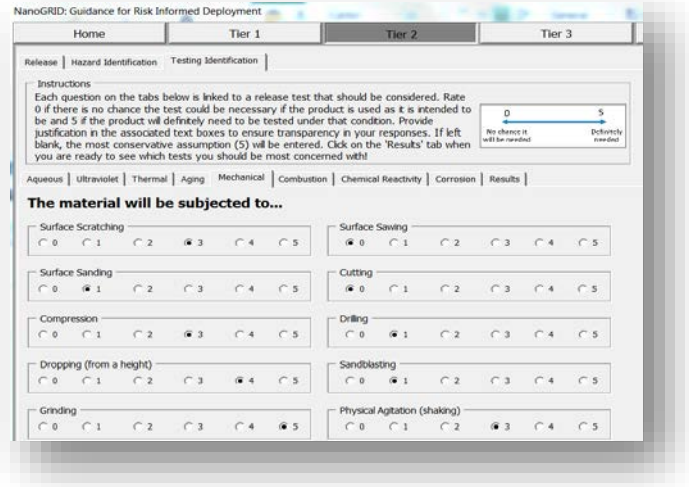 NanoGRID: Guidance for Risk Informed Deployment
Home Tier 1 Tier 2 Tier 3
Release Hazard Identification Testing Identification
Instructions
Each question on the tabs below is linked to a release test that should be considered. Rate
0 if there is no chance the test could be necessary if the product is used as it is intended to
be and 5 if the product will definitely need to be tested under that condition. Provide
justification in the associated text boxes to ensure transparency in your responses. If left
blank, the most conservative assumption (5) will be entered. Click on the 'Results' tab when
you are ready to see which tests you should be most concerned with!
0 5
No chance it Definitely
will be needed needed
Aqueous Ultraviolet Thermal Aging Mechanical Combustion Chemical Reactivity Corrosion Results
The material will be subjected to...
Surface Scratching Surface Sawing
0 1 2 3 4 5 0 1 2 3 4 5
Surface Sanding Cutting
0 1 2 3 4 5 0 1 2 3 4 5
Compression Drilling
0 1 2 3 4 5 0 1 2 3 4 5
Dropping (from a height) Sandblasting
0 1 2 3 4 5 0 1 2 3 4 5
Grinding Physical Agitation (shaking)
0 1 2 3 4 5 0 1 2 3 4 5